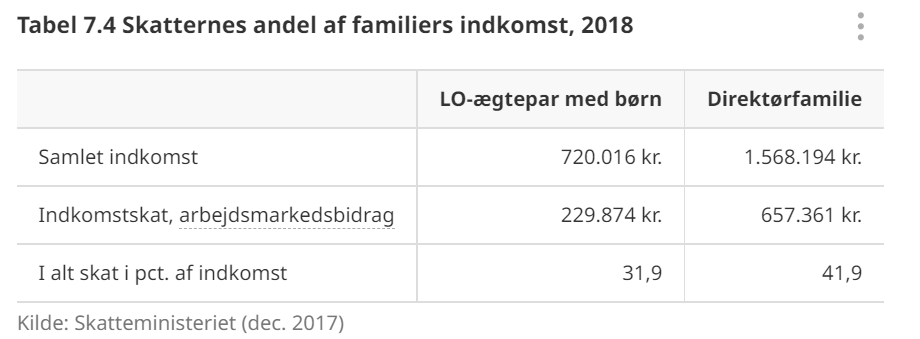 Tabel 7.4 Skatternes andel af familiers indkomst, 2018
LO-ægtepar med børn Direktørfamilie
Samlet indkomst 720.016 kr. 1.568.194 kr.
Indkomstskat, arbejdsmarkedsbidrag 229.874 kr. 657.361 kr.
I alt skat i pct. af indkomst 31,9 41,9
Kilde: Skatteministeriet (dec. 2017)